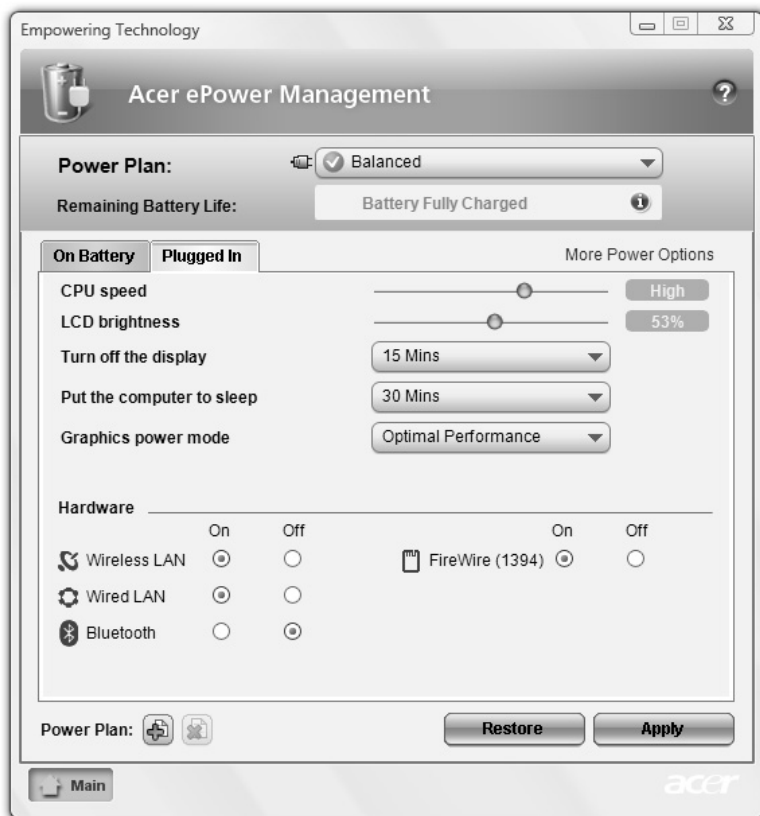 Empowering Technology
Acer ePower Management
?
Power Plan: Balanced
Remaining Battery Life: Battery Fully Charged i
On Battery Plugged In More Power Options
CPU speed High
LCD brightness 53%
Turn off the display 15 Mins
Put the computer to sleep 30 Mins
Graphics power mode Optimal Performance
Hardware
On Off On Off
Wireless LAN FireWire (1394)
Wired LAN
Bluetooth
Power Plan: Restore Apply
Main acer